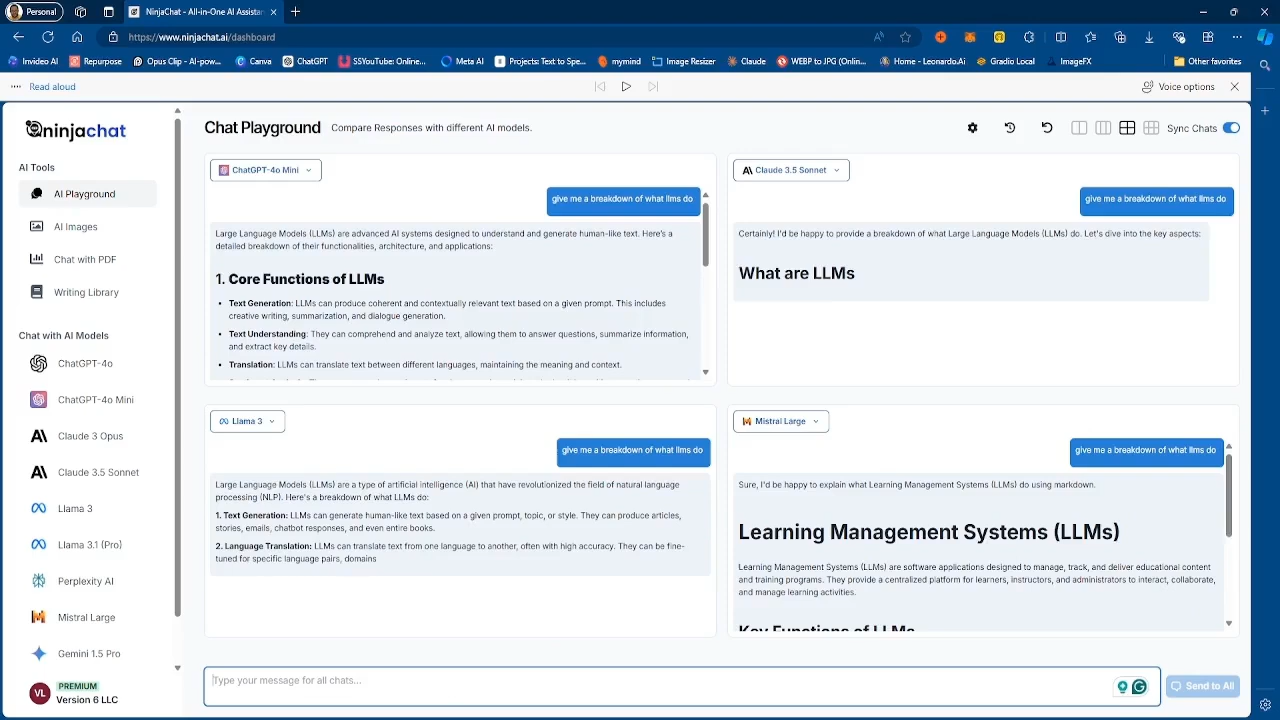 Personal
NinjaChat - All-in-One AI Assistan
https://www.ninjachat.ai/dashboard
Invideo AI
Repurpose
Opus Clip - AI-pow...
Canva
ChatGPT
SSYouTube: Online...
Meta AI
Projects: Text to Spe...
mymind
Image Resizer
Claude
WEBP to JPG (Onlin...
Home - Leonardo.Ai
Gradio Local
ImageFX
Other favorites
Read aloud
Voice options
ninjachat
Chat Playground
Compare Responses with different AI models.
Sync Chats
AI Tools
AI Playground
AI Images
Chat with PDF
Writing Library
Chat with AI Models
ChatGPT-4o
ChatGPT-4o Mini
Claude 3 Opus
Claude 3.5 Sonnet
Llama 3
Llama 3.1 (Pro)
Perplexity AI
Mistral Large
Gemini 1.5 Pro
VL
PREMIUM
Version 6 LLC
ChatGPT-4o Mini
give me a breakdown of what llms do
Large Language Models (LLMs) are advanced AI systems designed to understand and generate human-like text. Here's a
detailed breakdown of their functionalities, architecture, and applications:
1. Core Functions of LLMs
• Text Generation: LLMs can produce coherent and contextually relevant text based on a given prompt. This includes
creative writing, summarization, and dialogue generation.
• Text Understanding: They can comprehend and analyze text, allowing them to answer questions, summarize information,
and extract key details.
• Translation: LLMs can translate text between different languages, maintaining the meaning and context.
Claude 3.5 Sonnet
give me a breakdown of what llms do
Certainly! I'd be happy to provide a breakdown of what Large Language Models (LLMs) do. Let's dive into the key aspects:
What are LLMs
Llama 3
give me a breakdown of what llms do
Large Language Models (LLMs) are a type of artificial intelligence (AI) that have revolutionized the field of natural language
processing (NLP). Here's a breakdown of what LLMs do:
1. Text Generation: LLMs can generate human-like text based on a given prompt, topic, or style. They can produce articles,
stories, emails, chatbot responses, and even entire books.
2. Language Translation: LLMs can translate text from one language to another, often with high accuracy. They can be fine-
tuned for specific language pairs, domains
Mistral Large
give me a breakdown of what llms do
Sure, I'd be happy to explain what Learning Management Systems (LLMs) do using markdown.
Learning Management Systems (LLMs)
Learning Management Systems (LLMs) are software applications designed to manage, track, and deliver educational content
and training programs. They provide a centralized platform for learners, instructors, and administrators to interact, collaborate,
and manage learning activities.
Key Functions of LLMs
Type your message for all chats...
Send to All